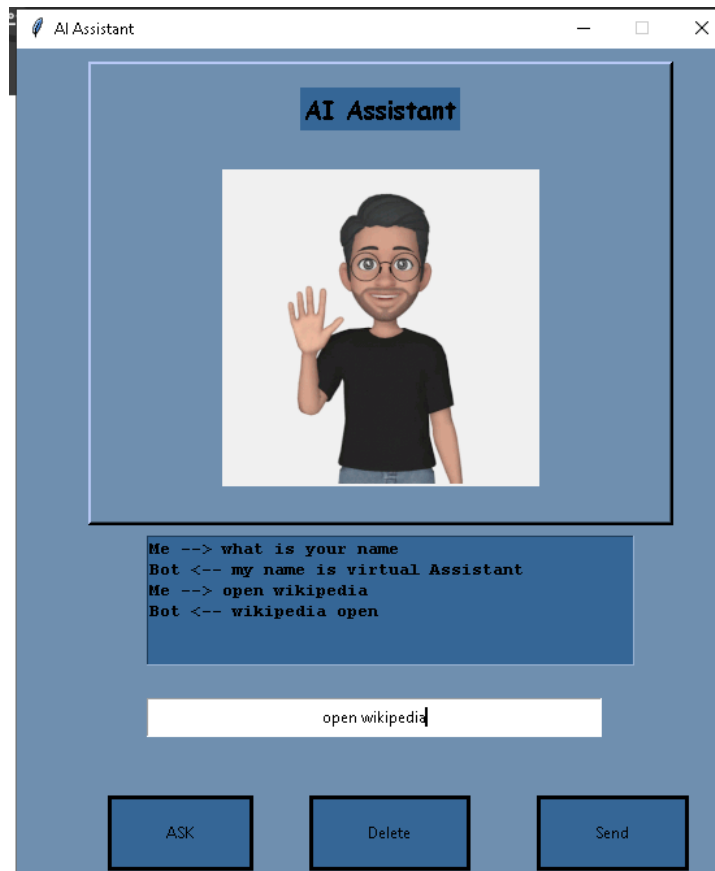 AI Assistant
AI Assistant
Me --> what is your name
Bot <-- my name is virtual Assistant
Me --> open wikipedia
Bot <-- wikipedia open
open wikipedia
ASK Delete Send